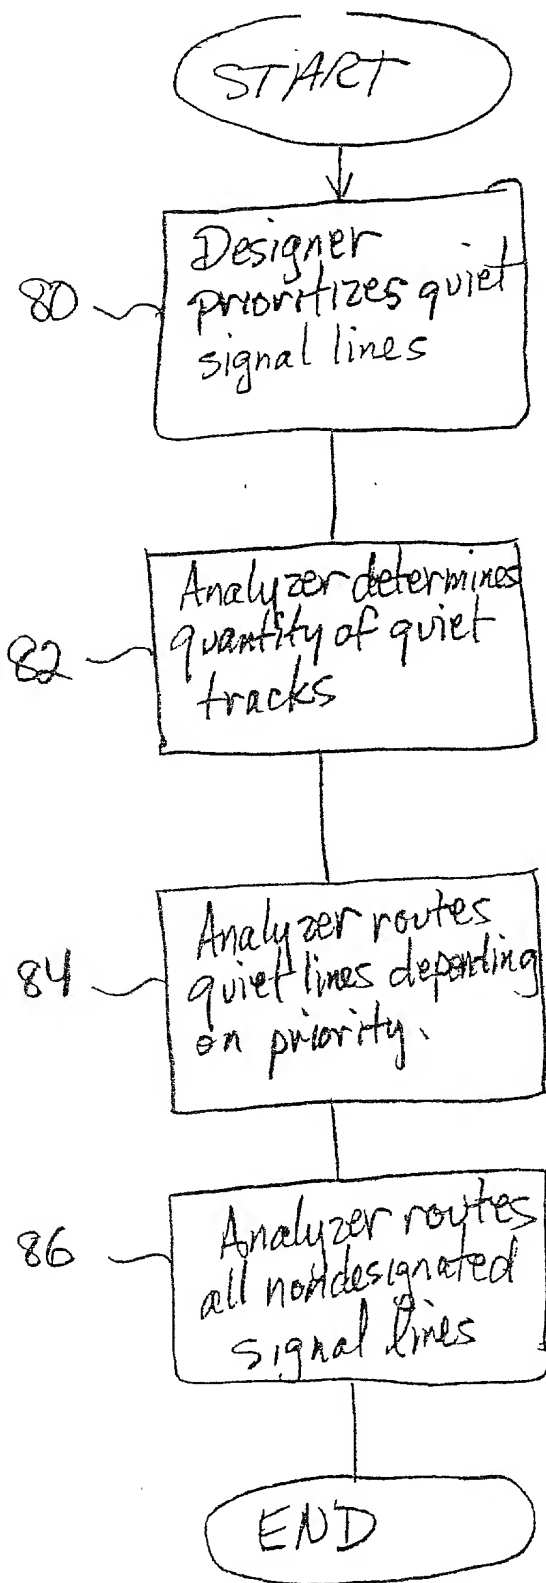 START
80
Designer
prioritizes quiet
signal lines
82
Analyzer determines
quantity of quiet
tracks
84
Analyzer routes
quiet lines depending
on priority.
86
Analyzer routes
all nondesignated
signal lines
END